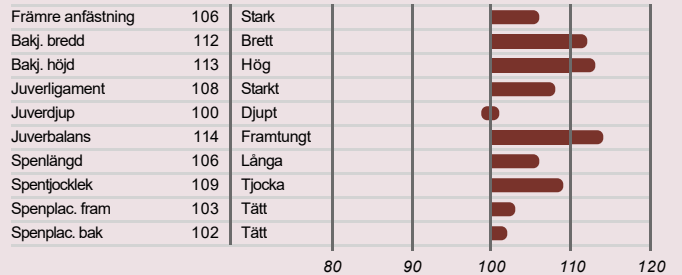 Främre anfästning 106 Stark
Bakj. bredd 112 Brett
Bakj. höjd 113 Hög
Juverligament 108 Starkt
Juverdjup 100 Djupt
Juverbalans 114 Framtungt
Spenlängd 106 Långa
Spentjocklek 109 Tjocka
Spenplac. fram 103 Tätt
Spenplac. bak 102 Tätt
80 90 100 110 120